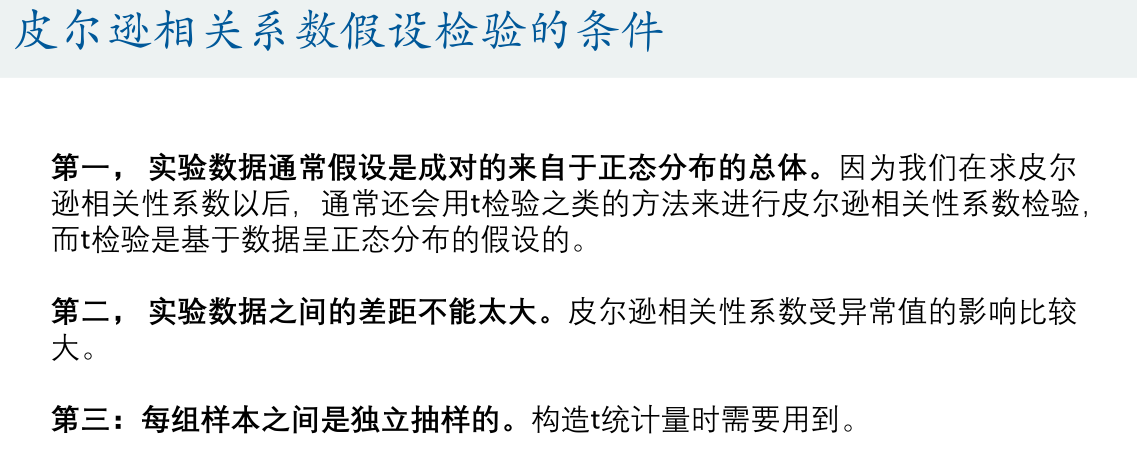 皮尔逊相关系数假设检验的条件
第一， 实验数据通常假设是成对的来自于正态分布的总体。因为我们在求皮尔
逊相关性系数以后，通常还会用t检验之类的方法来进行皮尔逊相关性系数检验，
而t检验是基于数据呈正态分布的假设的。
第二， 实验数据之间的差距不能太大。皮尔逊相关性系数受异常值的影响比较
大。
第三：每组样本之间是独立抽样的。构造t统计量时需要用到。